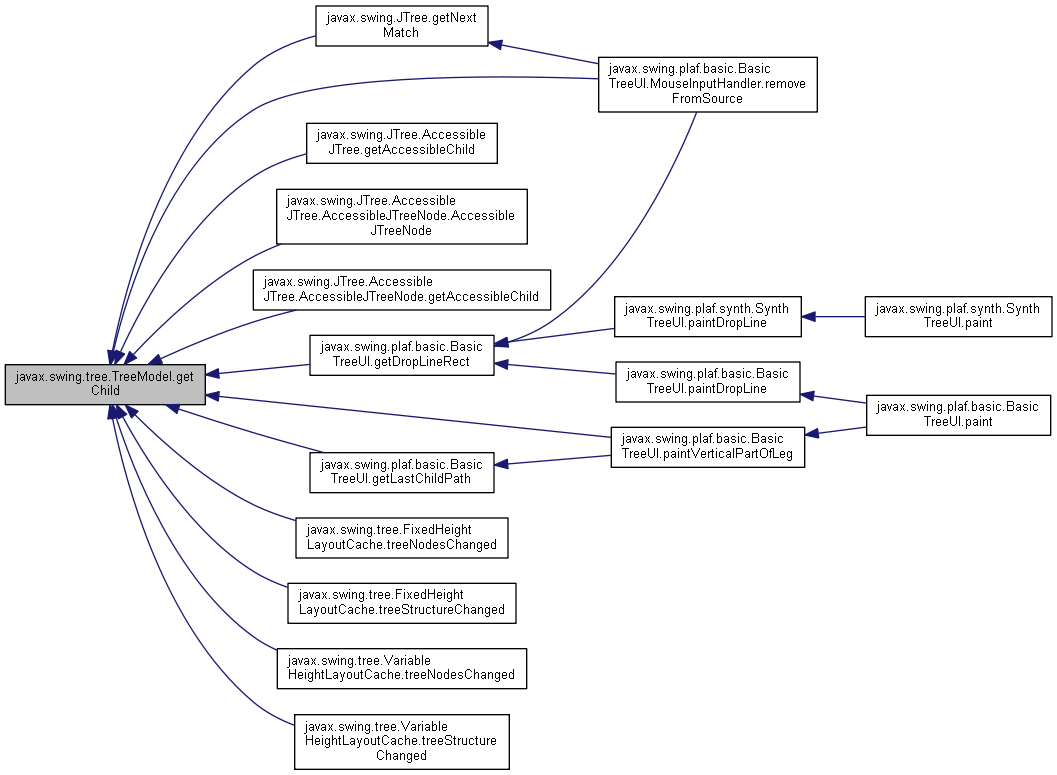 javax.swing.JTree.getNext
Match
javax.swing.plaf.basic.Basic
TreeUI.MouseInputHandler.remove
FromSource
javax.swing.JTree.Accessible
JTree.getAccessibleChild
javax.swing.JTree.Accessible
JTree.AccessibleJTreeNode.Accessible
JTreeNode
javax.swing.JTree.Accessible
JTree.AccessibleJTreeNode.getAccessibleChild
javax.swing.plaf.synth.Synth
TreeUI.paintDropLine
javax.swing.plaf.synth.Synth
TreeUI.paint
javax.swing.plaf.basic.Basic
TreeUI.getDropLineRect
javax.swing.tree.TreeModel.get
Child
javax.swing.plaf.basic.Basic
TreeUI.paintDropLine
javax.swing.plaf.basic.Basic
TreeUI.paint
javax.swing.plaf.basic.Basic
TreeUI.paintVerticalPartOfLeg
javax.swing.plaf.basic.Basic
TreeUI.getLastChildPath
javax.swing.tree.FixedHeight
LayoutCache.treeNodesChanged
javax.swing.tree.FixedHeight
LayoutCache.treeStructureChanged
javax.swing.tree.Variable
HeightLayoutCache.treeNodesChanged
javax.swing.tree.Variable
HeightLayoutCache.treeStructure
Changed